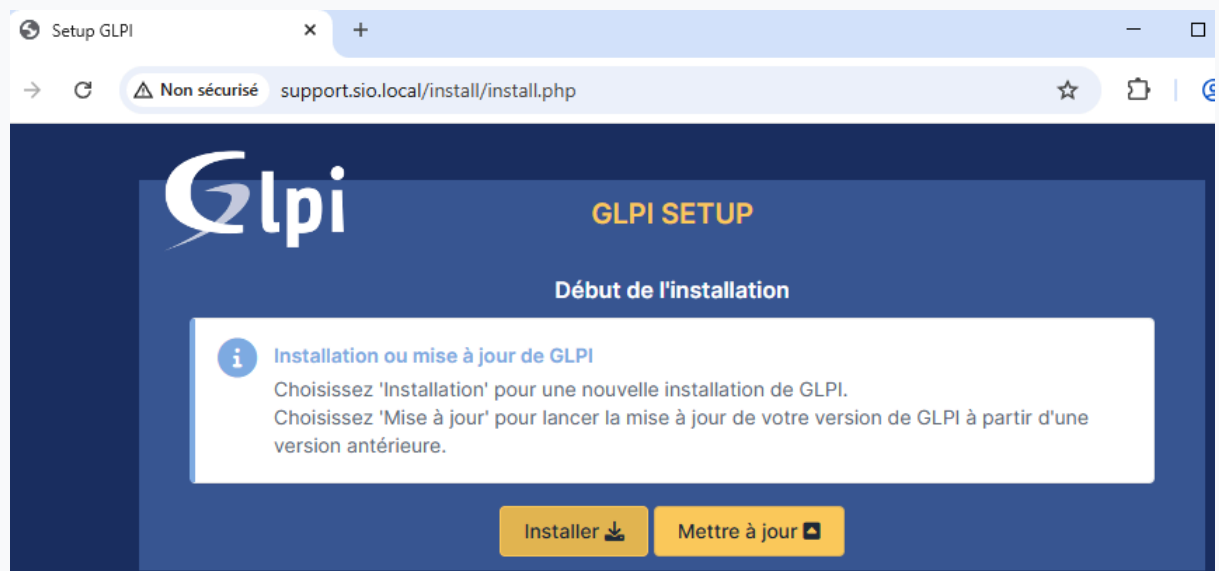 Setup GLPI
Non sécurisé support.sio.local/install/install.php
Glpi
GLPI SETUP
Début de l'installation
Installation ou mise à jour de GLPI
Choisissez 'Installation' pour une nouvelle installation de GLPI.
Choisissez 'Mise à jour' pour lancer la mise à jour de votre version de GLPI à partir d'une
version antérieure.
Installer Mettre à jour